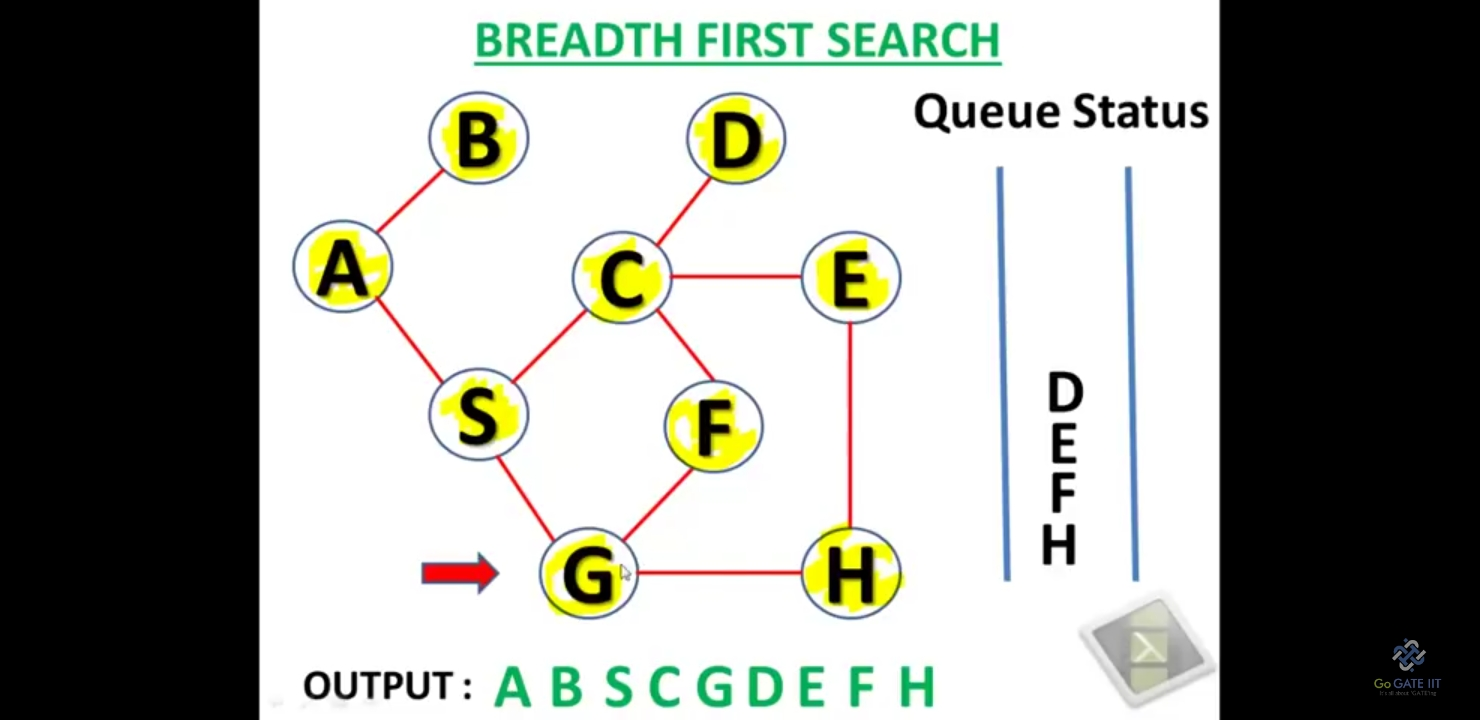 BREADTH FIRST SEARCH
Queue Status
B
D
A
C
E
S
F
G
H
D
E
F
H
OUTPUT : A B S C G D E F H
Go GATE IIT